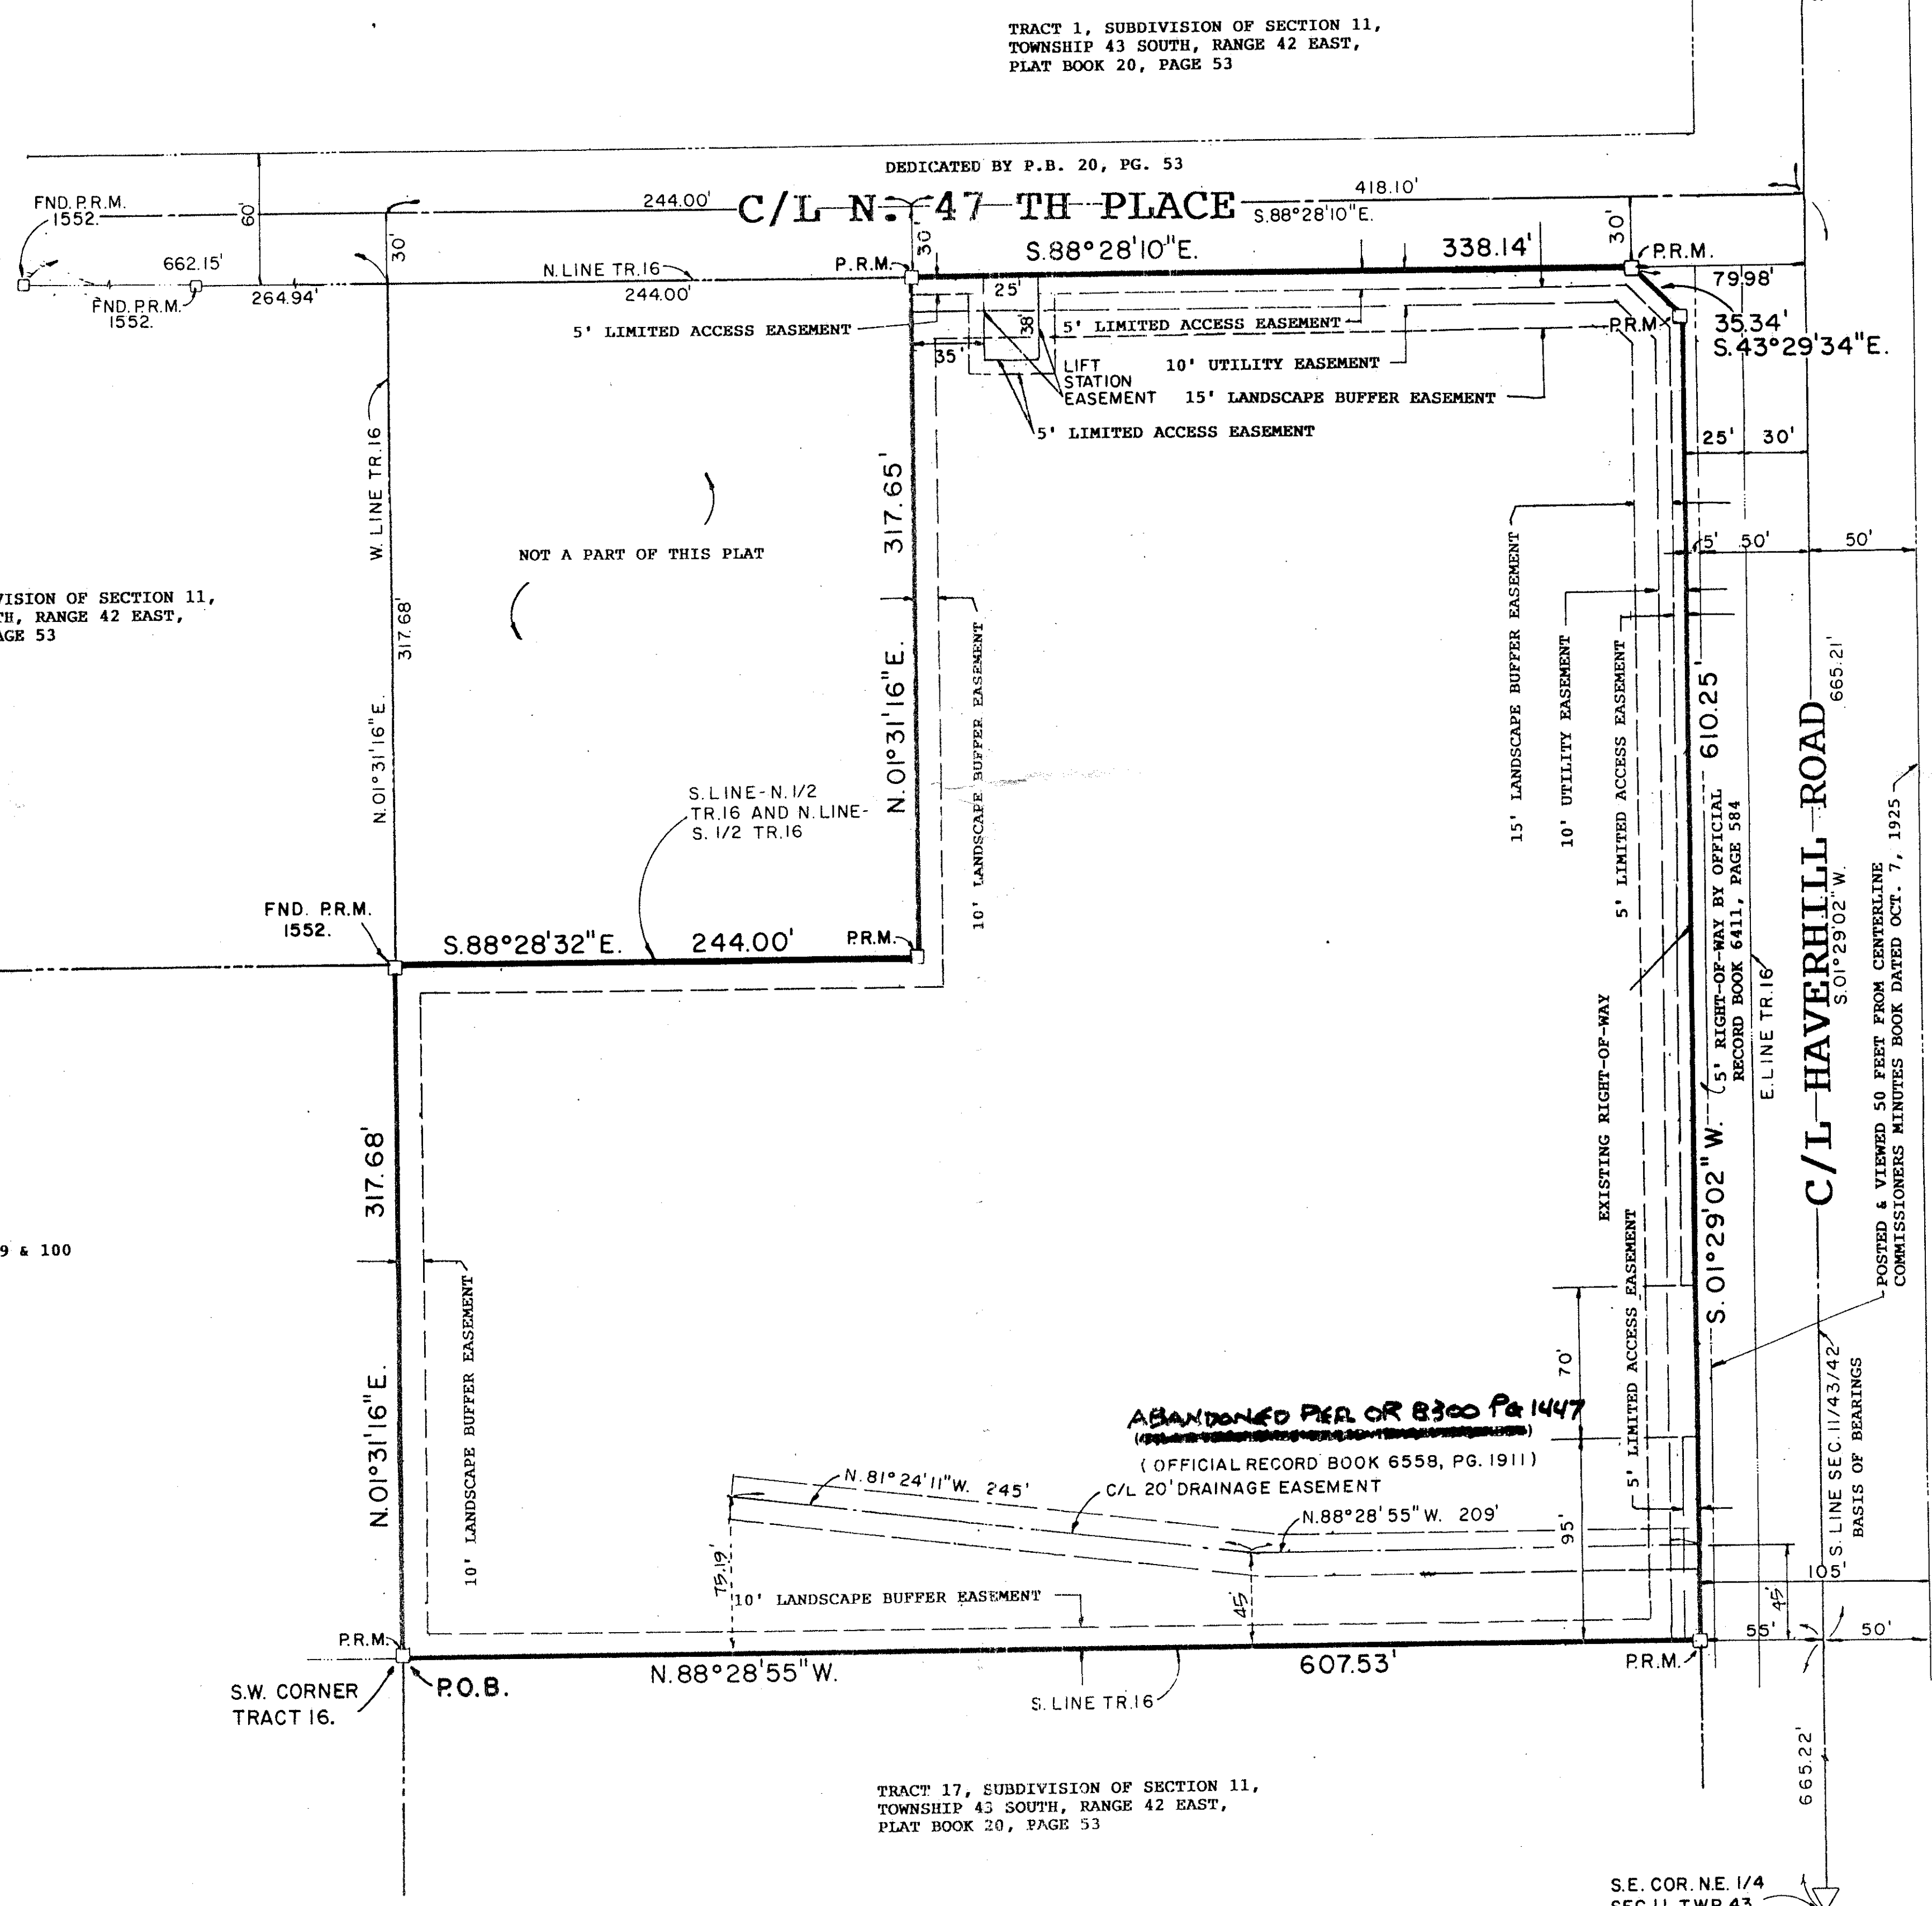 TRACT 1, SUBDIVISION OF SECTION 11,
TOWNSHIP 43 SOUTH, RANGE 42 EAST,
PLAT BOOK 20, PAGE 53
DEDICATED BY P.B. 20, PG. 53
FND. P.R.M.
1552.
60'
244.00'
C/L N. 47 TH PLACE
418.10'
S.88°28'10"E.
30'
30'
30'
662.15'
264.94'
FND. P.R.M.
1552.
N. LINE TR.16
244.00'
P.R.M.
S.88°28'10"E.
338.14'
P.R.M.
79.98'
35.34'
S.43°29'34"E.
P.R.M.
5' LIMITED ACCESS EASEMENT
25'
38'
35'
5' LIMITED ACCESS EASEMENT
LIFT
STATION
EASEMENT
10' UTILITY EASEMENT
15' LANDSCAPE BUFFER EASEMENT
5' LIMITED ACCESS EASEMENT
25'
30'
5'
50'
50'
W. LINE TR.16
317.68'
N.01°31'16"E.
NOT A PART OF THIS PLAT
317.65'
N.01°31'16"E.
10' LANDSCAPE BUFFER EASEMENT
VISION OF SECTION 11,
TH, RANGE 42 EAST,
AGE 53
S. LINE-N. 1/2
TR.16 AND N. LINE-
S. 1/2 TR.16
15' LANDSCAPE BUFFER EASEMENT
10' UTILITY EASEMENT
5' LIMITED ACCESS EASEMENT
610.25'
S.01°29'02"W.
5' RIGHT-OF-WAY BY OFFICIAL
RECORD BOOK 6411, PAGE 584
E. LINE TR.16
C/L HAVERHILL ROAD
665.21'
S.01°29'02"W.
POSTED & VIEWED 50 FEET FROM CENTERLINE
COMMISSIONERS MINUTES BOOK DATED OCT. 7, 1925
FND. P.R.M.
1552.
S.88°28'32"E.
244.00'
P.R.M.
EXISTING RIGHT-OF-WAY
317.68'
N.01°31'16"E.
9 & 100
10' LANDSCAPE BUFFER EASEMENT
5' LIMITED ACCESS EASEMENT
70'
95'
ABANDONED PER OR 8300 PG 1447
(OFFICIAL RECORD BOOK 6558, PG. 1911)
N.81°24'11"W. 245'
C/L 20' DRAINAGE EASEMENT
N.88°28'55"W. 209'
75.19'
45'
10' LANDSCAPE BUFFER EASEMENT
S. LINE SEC. 11/43/42
BASIS OF BEARINGS
105'
45'
55'
50'
P.R.M.
P.O.B.
S.W. CORNER
TRACT 16.
N.88°28'55"W.
607.53'
P.R.M.
S. LINE TR.16
665.22'
TRACT 17, SUBDIVISION OF SECTION 11,
TOWNSHIP 43 SOUTH, RANGE 42 EAST,
PLAT BOOK 20, PAGE 53
S.E. COR. N.E. 1/4
SEC. 11, TWP. 43